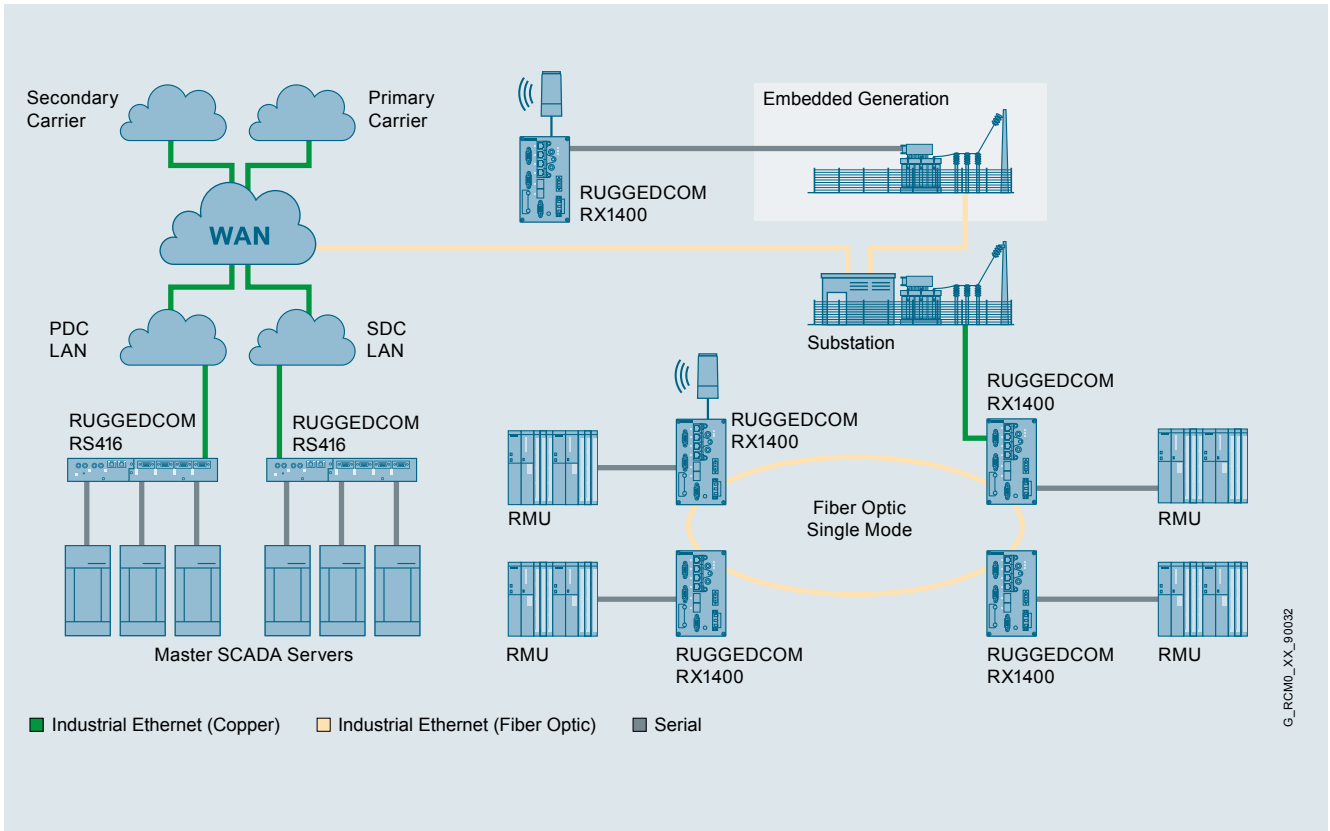 Secondary
Carrier
Primary
Carrier
Embedded Generation
RUGGEDCOM
RX1400
WAN
PDC
LAN
SDC
LAN
Substation
RUGGEDCOM
RS416
RUGGEDCOM
RS416
RUGGEDCOM
RX1400
RUGGEDCOM
RX1400
Fiber Optic
Single Mode
RMU
RMU
Master SCADA Servers
RMU
RUGGEDCOM
RX1400
RUGGEDCOM
RX1400
RMU
Industrial Ethernet (Copper)
Industrial Ethernet (Fiber Optic)
Serial
G_RCM0_XX_90032